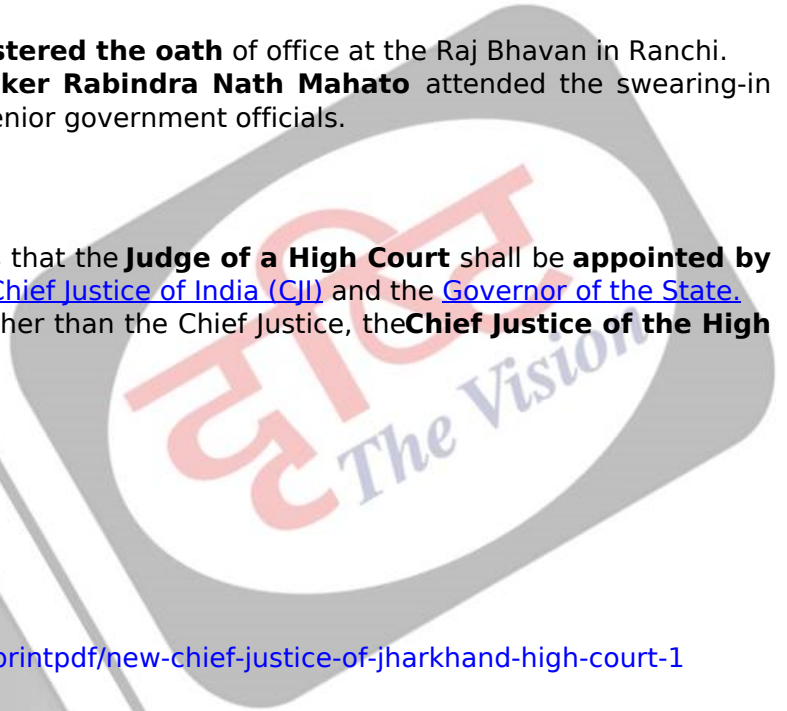 stered the oath of office at the Raj Bhavan in Ranchi.
ker Rabindra Nath Mahato attended the swearing-in
enior government officials.
that the Judge of a High Court shall be appointed by
Chief Justice of India (CJI) and the Governor of the State.
her than the Chief Justice, theChief Justice of the High
दृष्टि
The Vision
printpdf/new-chief-justice-of-jharkhand-high-court-1